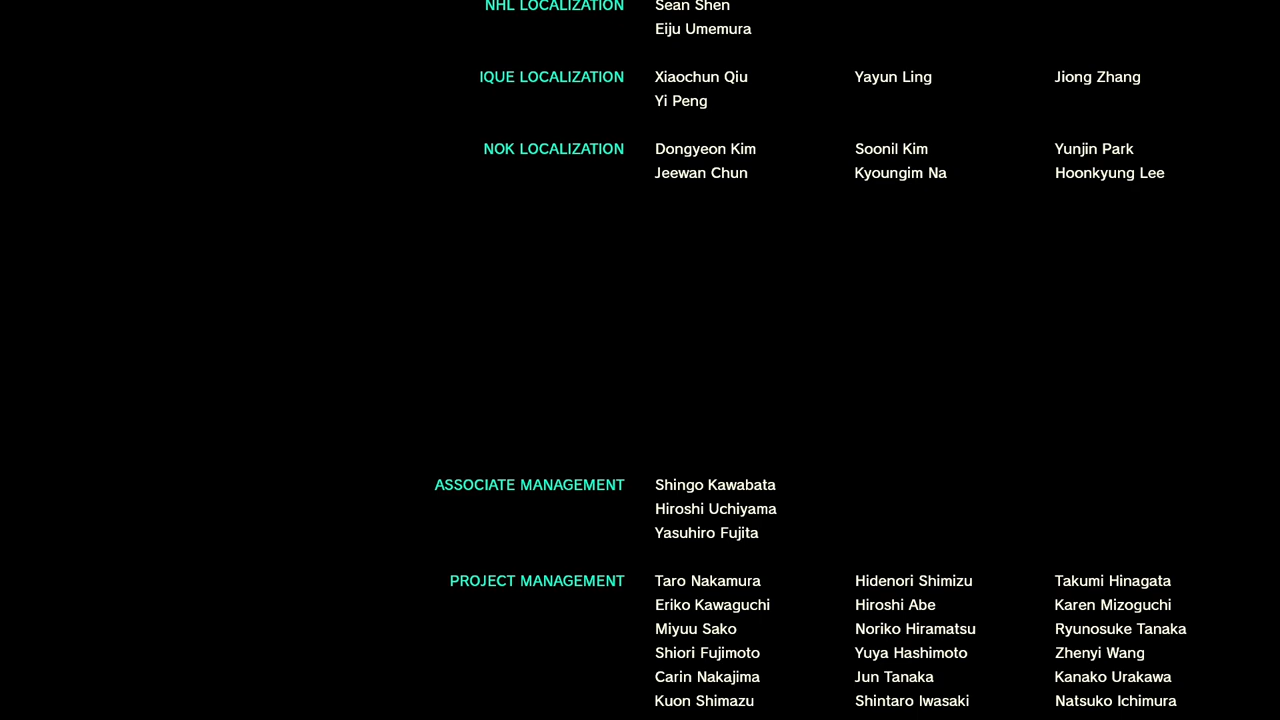 NHL LOCALIZATION Sean Shen
Eiju Umemura
IQUE LOCALIZATION Xiaochun Qiu Yayun Ling Jiong Zhang
Yi Peng
NOK LOCALIZATION Dongyeon Kim Soonil Kim Yunjin Park
Jeewan Chun Kyoungim Na Hoonkyung Lee
ASSOCIATE MANAGEMENT Shingo Kawabata
Hiroshi Uchiyama
Yasuhiro Fujita
PROJECT MANAGEMENT Taro Nakamura Hidenori Shimizu Takumi Hinagata
Eriko Kawaguchi Hiroshi Abe Karen Mizoguchi
Miyuu Sako Noriko Hiramatsu Ryunosuke Tanaka
Shiori Fujimoto Yuya Hashimoto Zhenyi Wang
Carin Nakajima Jun Tanaka Kanako Urakawa
Kuon Shimazu Shintaro Iwasaki Natsuko Ichimura